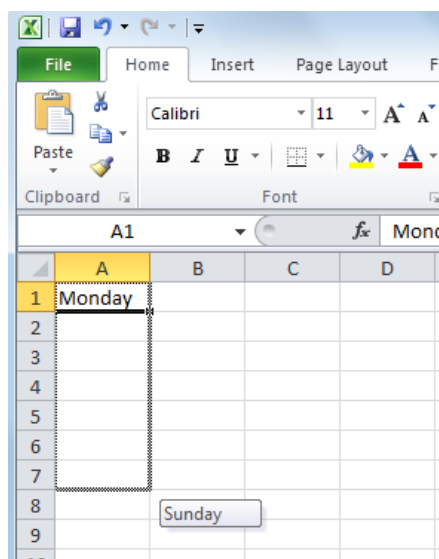 File Home Insert Page Layout F
Calibri 11 A A
Paste
B I U A
Clipboard Font
A1 fx Mond
A B C D
1 Monday
2
3
4
5
6
7
8 Sunday
9